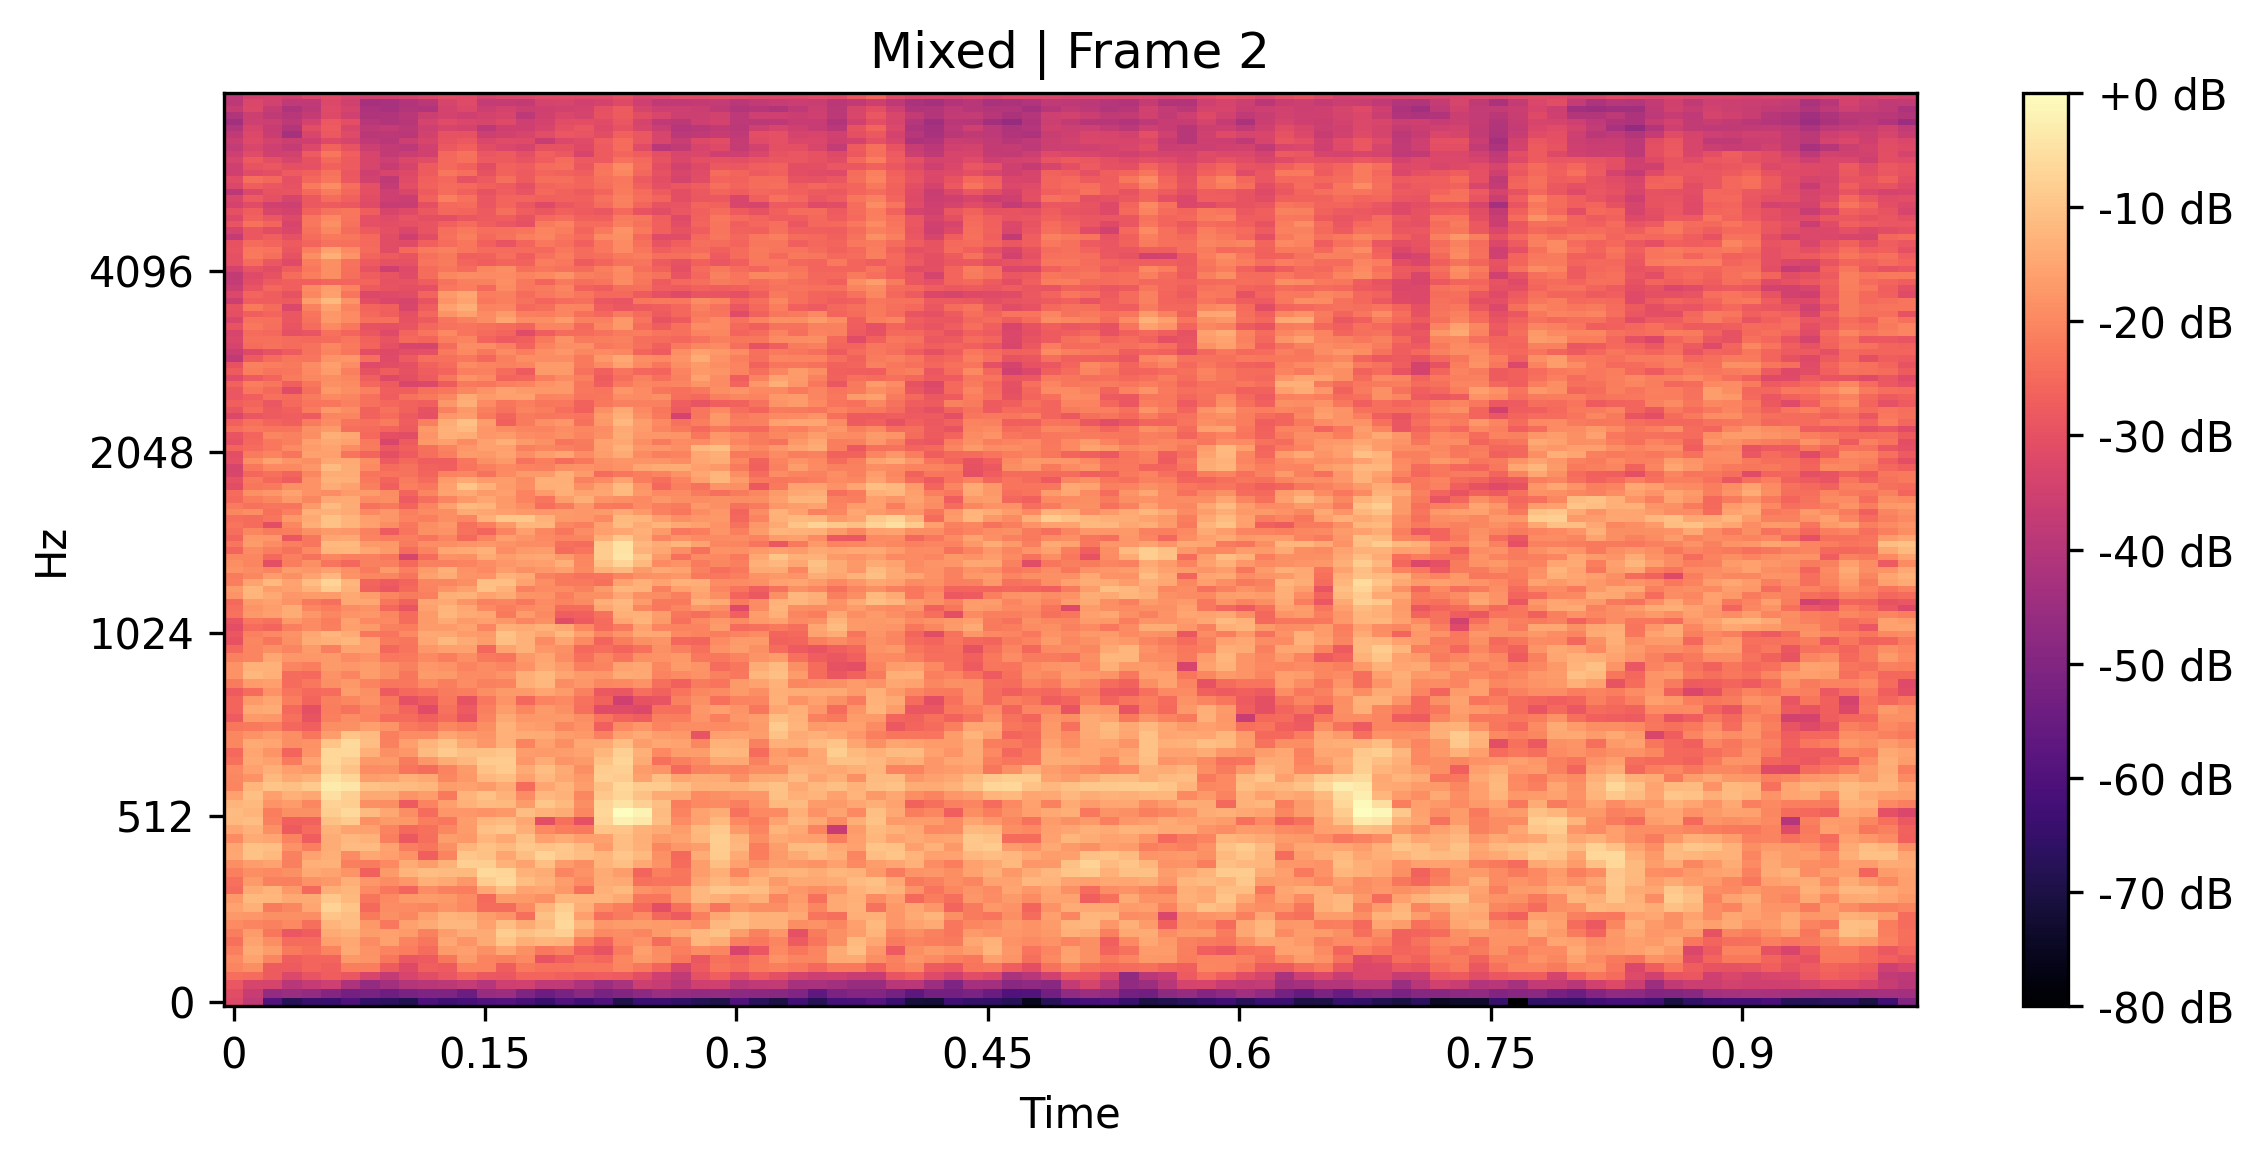 Mixed | Frame 2
Hz
4096
2048
1024
512
0
0 0.15 0.3 0.45 0.6 0.75 0.9
Time
+0 dB
-10 dB
-20 dB
-30 dB
-40 dB
-50 dB
-60 dB
-70 dB
-80 dB